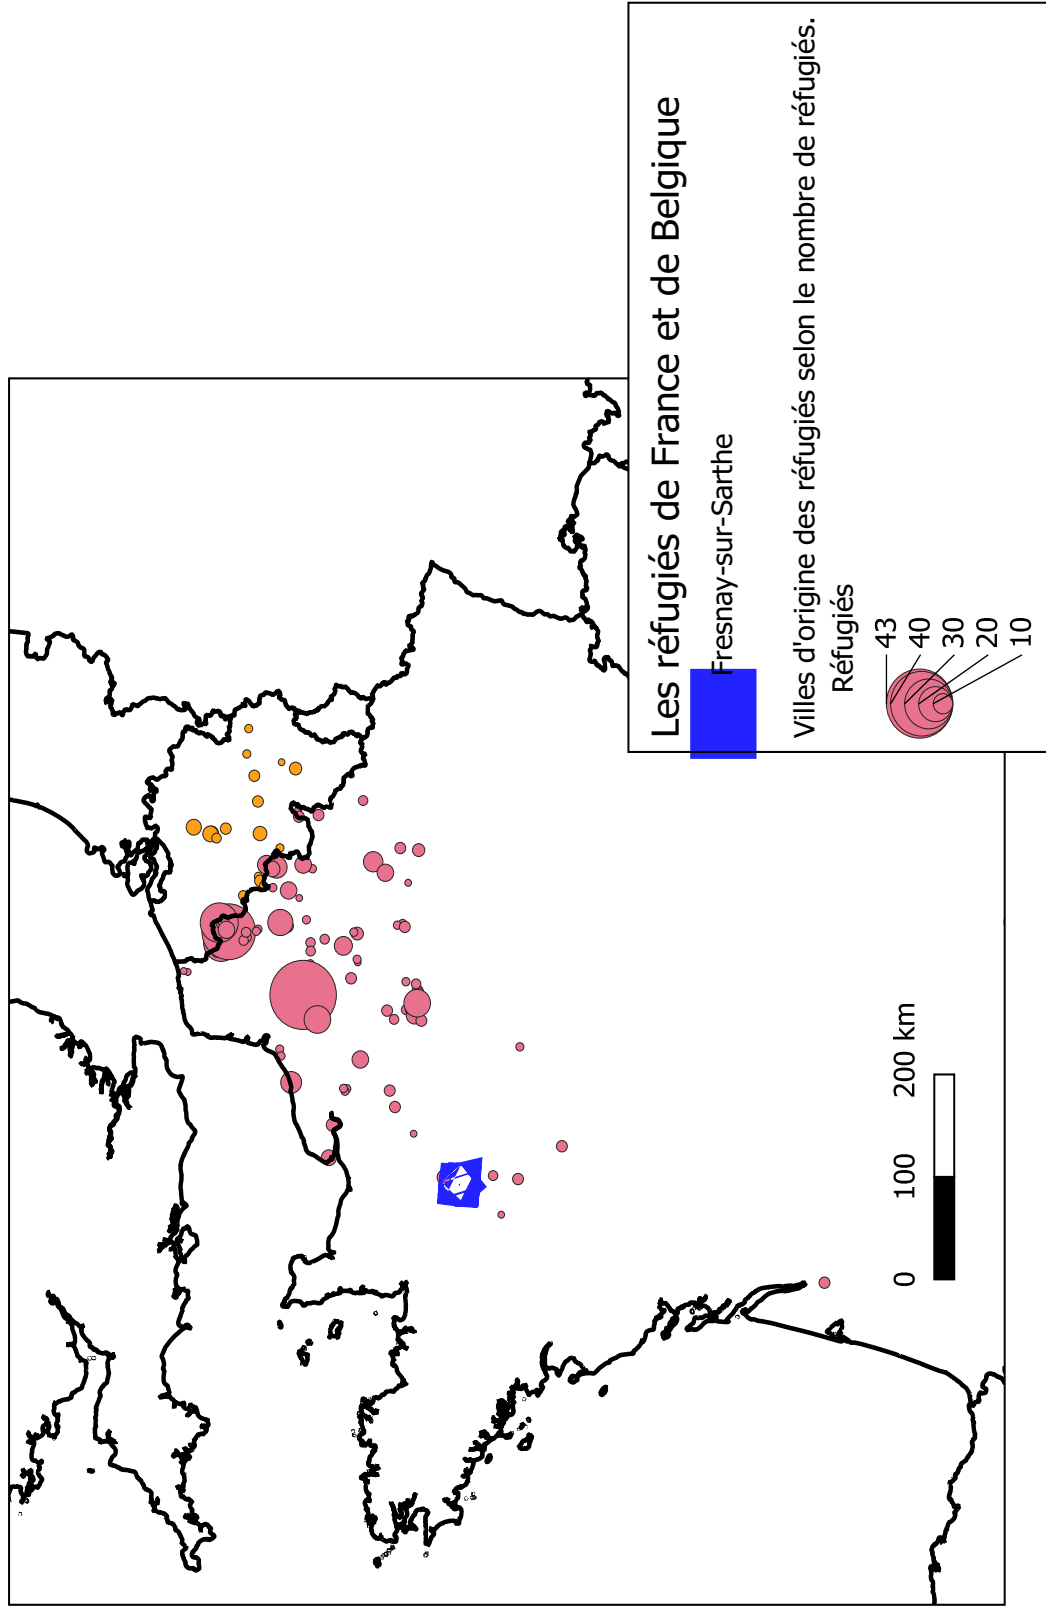 Les réfugiés de France et de Belgique
Fresnay-sur-Sarthe
Villes d'origine des réfugiés selon le nombre de réfugiés.
Réfugiés
43
40
30
20
10
0 100 200 km